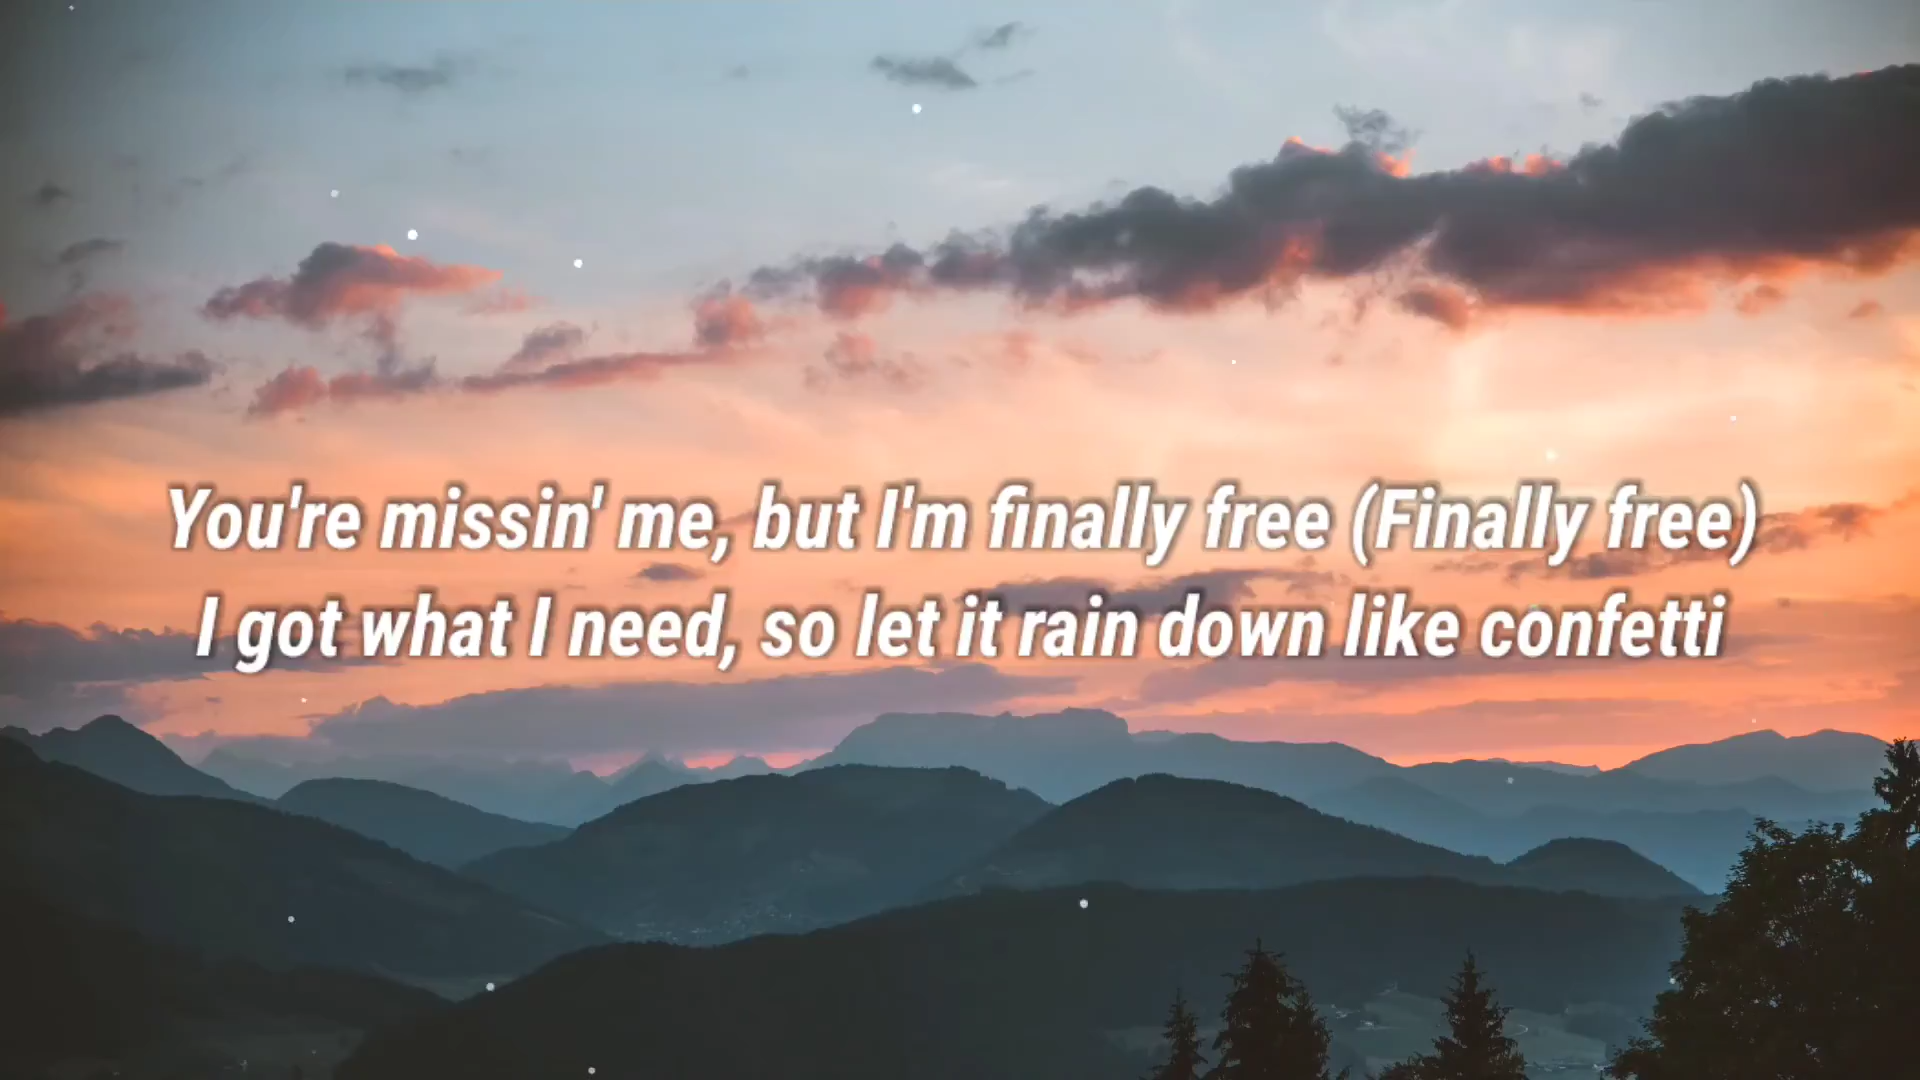 You're missin' me, but I'm finally free (Finally free)
I got what I need, so let it rain down like confetti